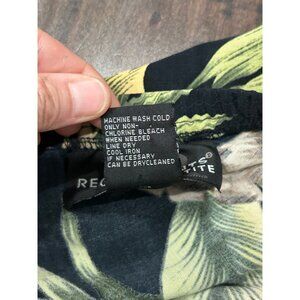 MACHINE WASH COLD
ONLY NON-
CHLORINE BLEACH
WHEN NEEDED
LINE DRY
COOL IRON
IF NECESSARY
CAN BE DRYCLEANED